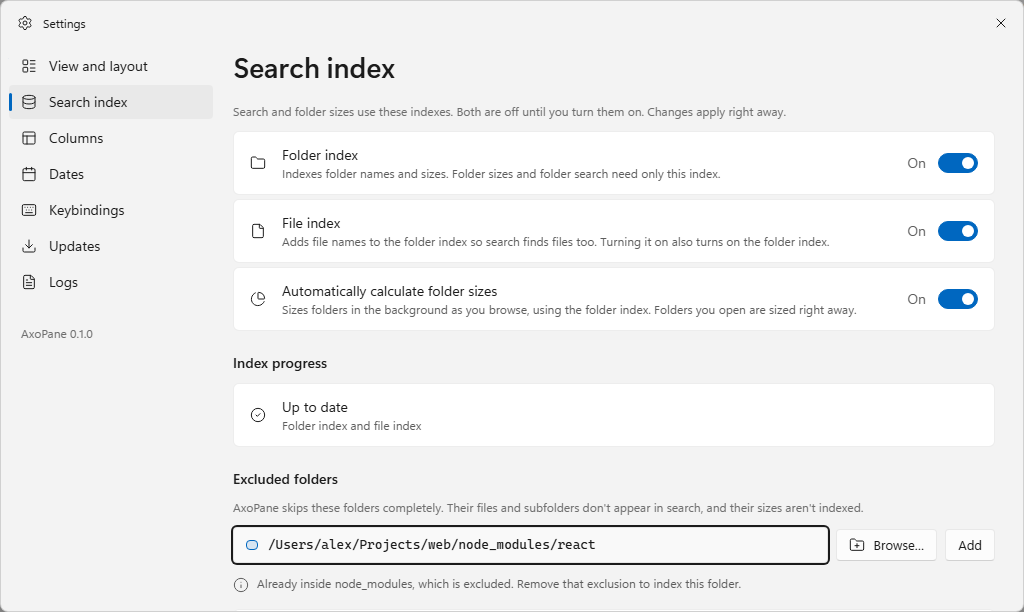 Settings
View and layout
Search index
Columns
Dates
Keybindings
Updates
Logs
AxoPane 0.1.0
Search index
Search and folder sizes use these indexes. Both are off until you turn them on. Changes apply right away.
Folder index
On
Indexes folder names and sizes. Folder sizes and folder search need only this index.
File index
On
Adds file names to the folder index so search finds files too. Turning it on also turns on the folder index.
Automatically calculate folder sizes
On
Sizes folders in the background as you browse, using the folder index. Folders you open are sized right away.
Index progress
Up to date
Folder index and file index
Excluded folders
AxoPane skips these folders completely. Their files and subfolders don't appear in search, and their sizes aren't indexed.
/Users/alex/Projects/web/node_modules/react
Browse...
Add
Already inside node_modules, which is excluded. Remove that exclusion to index this folder.